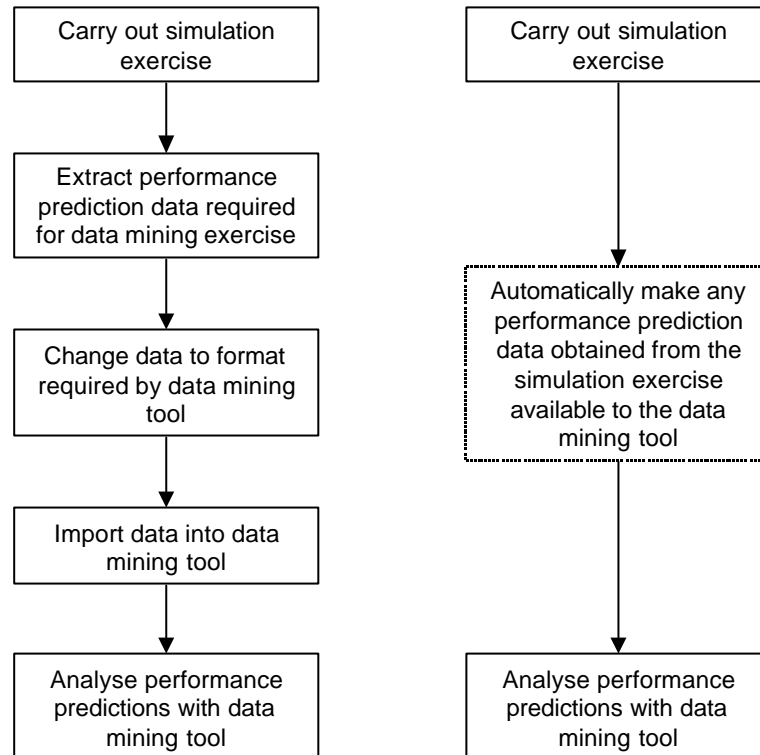 Carry out simulation
exercise
Extract performance
prediction data required
for data mining exercise
Change data to format
required by data mining
tool
Import data into data
mining tool
Analyse performance
predictions with data
mining tool
Carry out simulation
exercise
Automatically make any
performance prediction
data obtained from the
simulation exercise
available to the data
mining tool
Analyse performance
predictions with data
mining tool